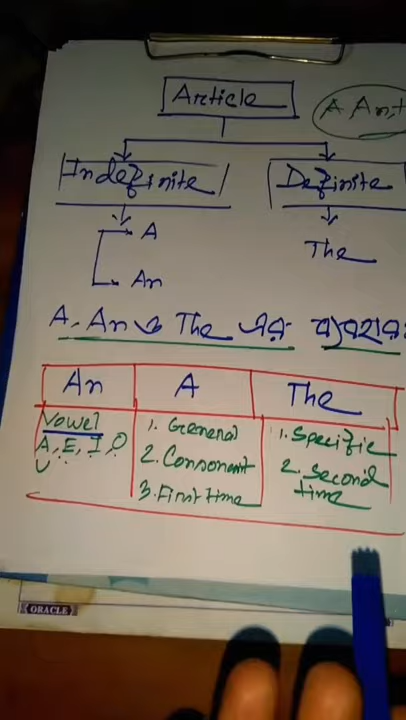 Article
A An
Indefinite
Definite
A
The
An
A, An ও The এর ব্যবহার
An
A
The
Vowel
A, E, I, O
U
1. General
2. Consonant
3. First time
1. Specific
2. Second
time
ORACLE